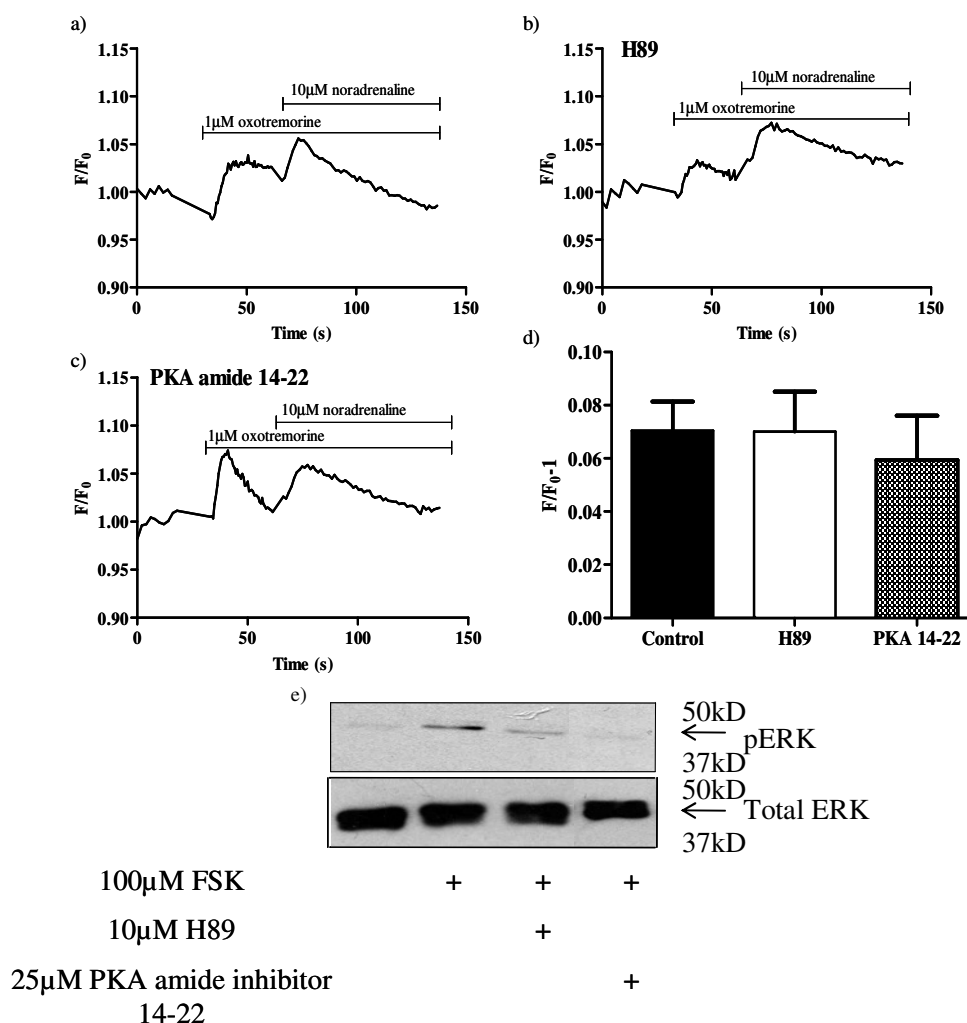 a)
1.15
1.10
1.05
1.00
0.95
0.90
F/F0
10µM noradrenaline
1µM oxotremorine
0
50
100
150
Time (s)
b)
H89
1.15
1.10
1.05
1.00
0.95
0.90
F/F0
10µM noradrenaline
1µM oxotremorine
0
50
100
150
Time (s)
c)
PKA amide 14-22
1.15
1.10
1.05
1.00
0.95
0.90
F/F0
10µM noradrenaline
1µM oxotremorine
0
50
100
150
Time (s)
d)
0.10
0.08
0.06
0.04
0.02
0.00
F/F0-1
Control
H89
PKA 14-22
e)
50kD
pERK
37kD
50kD
Total ERK
37kD
100µM FSK + + +
10µM H89 +
25µM PKA amide inhibitor +
14-22